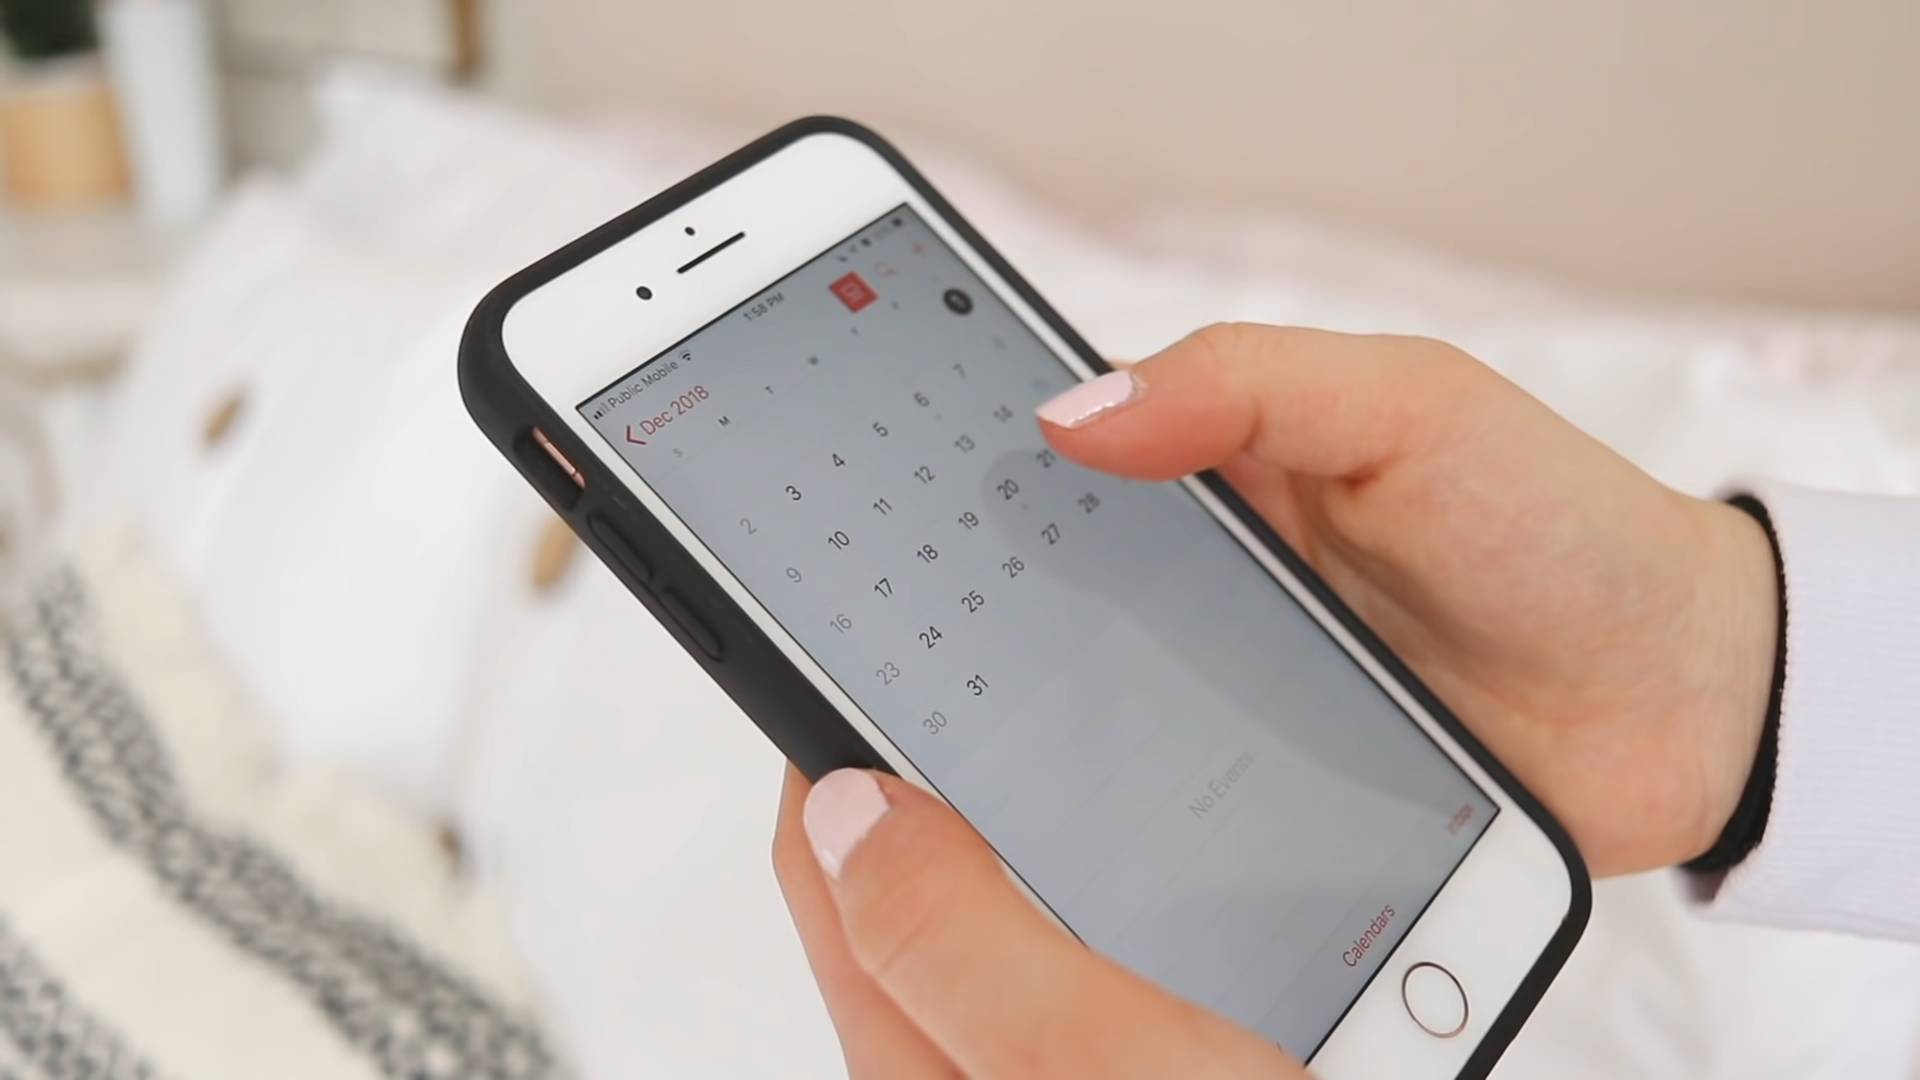 Public Mobile 1:58 PM
Dec 2018
S M T W T F
1
2 3 4 5 6 7
9 10 11 12 13 14
16 17 18 19 20 21
23 24 25 26 27 28
30 31
No Events
Calendars Inbox